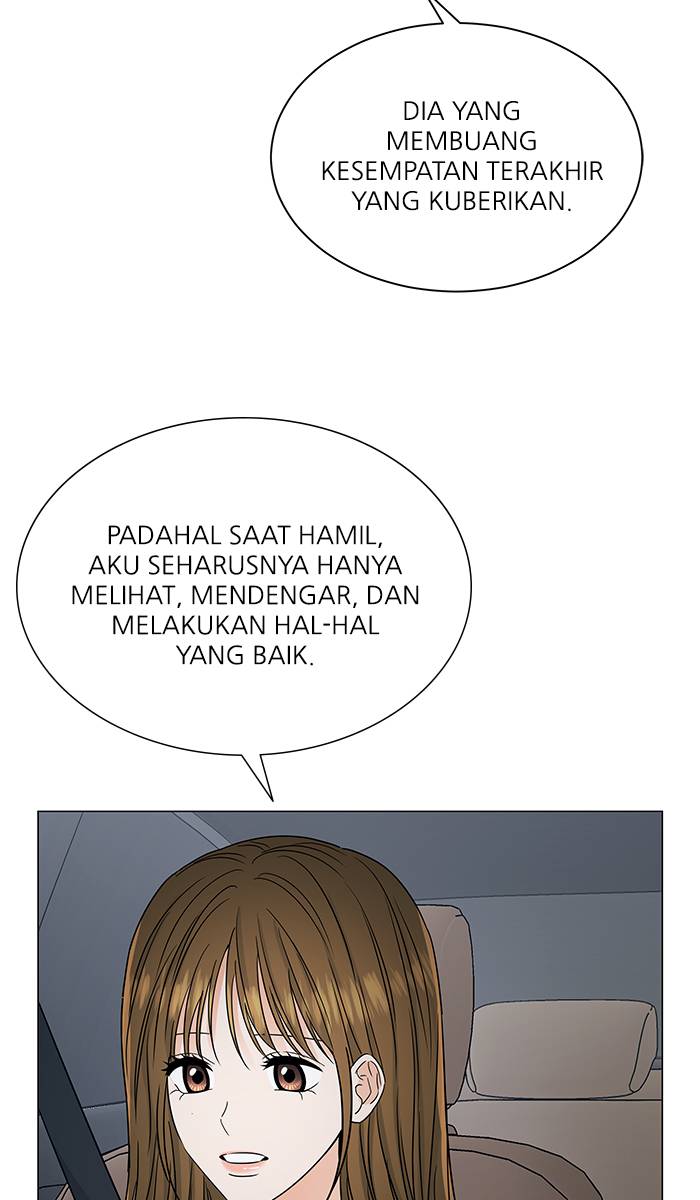 DIA YANG
MEMBUANG
KESEMPATAN TERAKHIR
YANG KUBERIKAN.
PADAHAL SAAT HAMIL,
AKU SEHARUSNYA HANYA
MELIHAT, MENDENGAR, DAN
MELAKUKAN HAL-HAL
YANG BAIK.